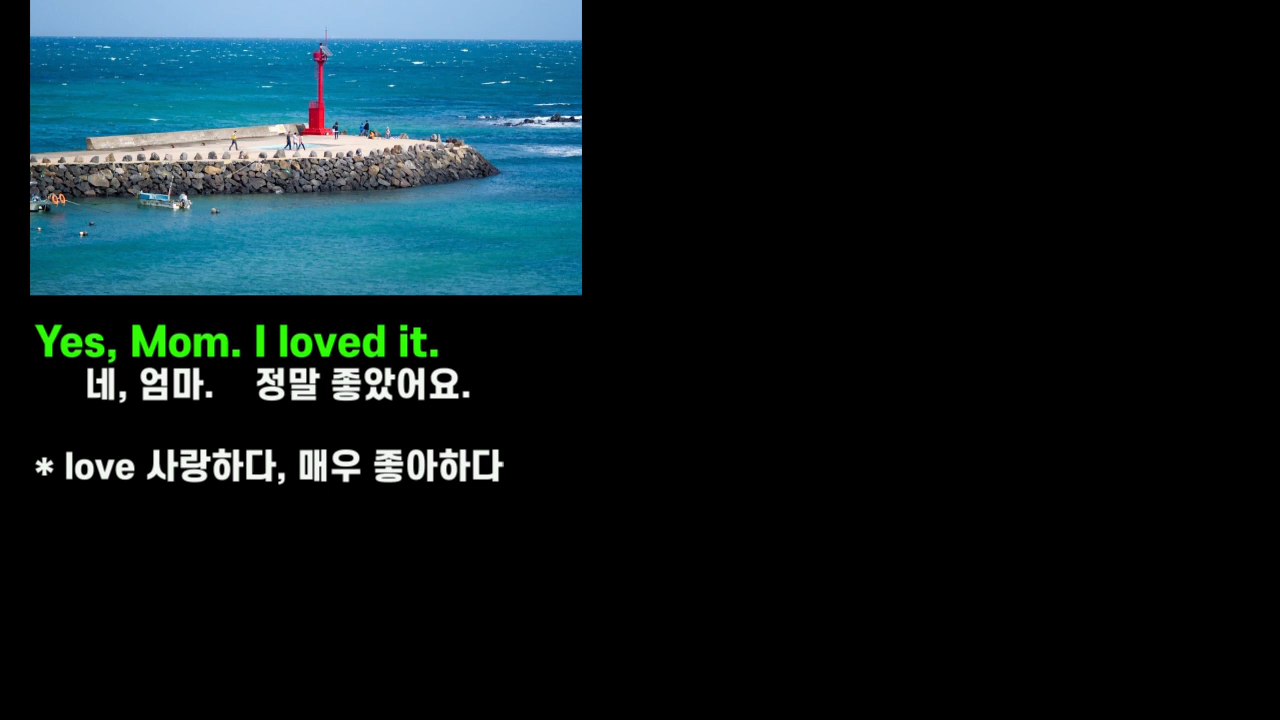 Yes, Mom. I loved it.
네, 엄마. 정말 좋았어요.
* love 사랑하다, 매우 좋아하다